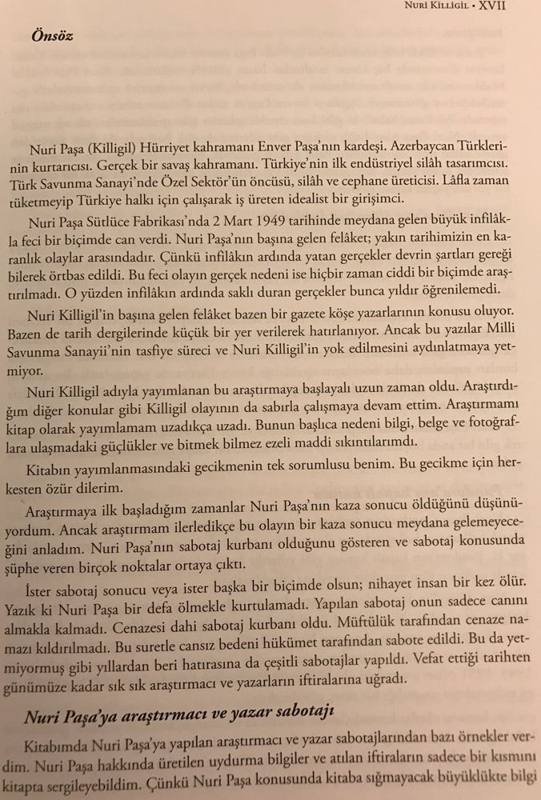 NURİ KİLLİGİL • XVII
Önsöz
Nuri Paşa (Killigil) Hürriyet kahramanı Enver Paşa’nın kardeşi. Azerbaycan Türkleri-
nin kurtarıcısı. Gerçek bir savaş kahramanı. Türkiye’nin ilk endüstriyel silâh tasarımcısı.
Türk Savunma Sanayi’nde Özel Sektör’ün öncüsü, silâh ve cephane üreticisi. Lâfla zaman
tüketmeyip Türkiye halkı için çalışarak iş üreten idealist bir girişimci.
Nuri Paşa Sütlüce Fabrikası’nda 2 Mart 1949 tarihinde meydana gelen büyük infilâk-
la feci bir biçimde can verdi. Nuri Paşa’nın başına gelen felâket; yakın tarihimizin en ka-
ranlık olaylar arasındadır. Çünkü infilâkın ardında yatan gerçekler devrin şartları gereği
bilerek örtbas edildi. Bu feci olayın gerçek nedeni ise hiçbir zaman ciddi bir biçimde araş-
tırılmadı. O yüzden infilâkın ardında saklı duran gerçekler bunca yıldır öğrenilemedi.
Nuri Killigil’in başına gelen felâket bazen bir gazete köşe yazarlarının konusu oluyor.
Bazen de tarih dergilerinde küçük bir yer verilerek hatırlanıyor. Ancak bu yazılar Milli
Savunma Sanayii’nin tasfiye süreci ve Nuri Killigil’in yok edilmesini aydınlatmaya yet-
miyor.
Nuri Killigil adıyla yayımlanan bu araştırmaya başlayalı uzun zaman oldu. Araştırdı-
ğım diğer konular gibi Killigil olayının da sabırla çalışmaya devam ettim. Araştırmamı
kitap olarak yayımlamam uzadıkça uzadı. Bunun başlıca nedeni bilgi, belge ve fotoğraf-
lara ulaşmadaki güçlükler ve bitmek bilmez ezeli maddi sıkıntılarımdı.
Kitabın yayımlanmasındaki gecikmenin tek sorumlusu benim. Bu gecikme için her-
kesten özür dilerim.
Araştırmaya ilk başladığım zamanlar Nuri Paşa’nın kaza sonucu öldüğünü düşünü-
yordum. Ancak araştırmam ilerledikçe bu olayın bir kaza sonucu meydana gelemeyece-
ğini anladım. Nuri Paşa’nın sabotaj kurbanı olduğunu gösteren ve sabotaj konusunda
şüphe veren birçok noktalar ortaya çıktı.
İster sabotaj sonucu veya ister başka bir biçimde olsun; nihayet insan bir kez ölür.
Yazık ki Nuri Paşa bir defa ölmekle kurtulamadı. Yapılan sabotaj onun sadece canını
almakla kalmadı. Cenazesi dahi sabotaj kurbanı oldu. Müftülük tarafından cenaze na-
mazı kıldırılmadı. Bu suretle cansız bedeni hükümet tarafından sabote edildi. Bu da yet-
miyormuş gibi yıllardan beri hatırasına da çeşitli sabotajlar yapıldı. Vefat ettiği tarihten
günümüze kadar sık sık araştırmacı ve yazarların iftiralarına uğradı.
Nuri Paşa’ya araştırmacı ve yazar sabotajı
Kitabımda Nuri Paşa’ya yapılan araştırmacı ve yazar sabotajlarından bazı örnekler ver-
dim. Nuri Paşa hakkında üretilen uydurma bilgiler ve atılan iftiraların sadece bir kısmını
kitapta sergileyebildim. Çünkü Nuri Paşa konusunda kitaba sığmayacak büyüklükte bilgi